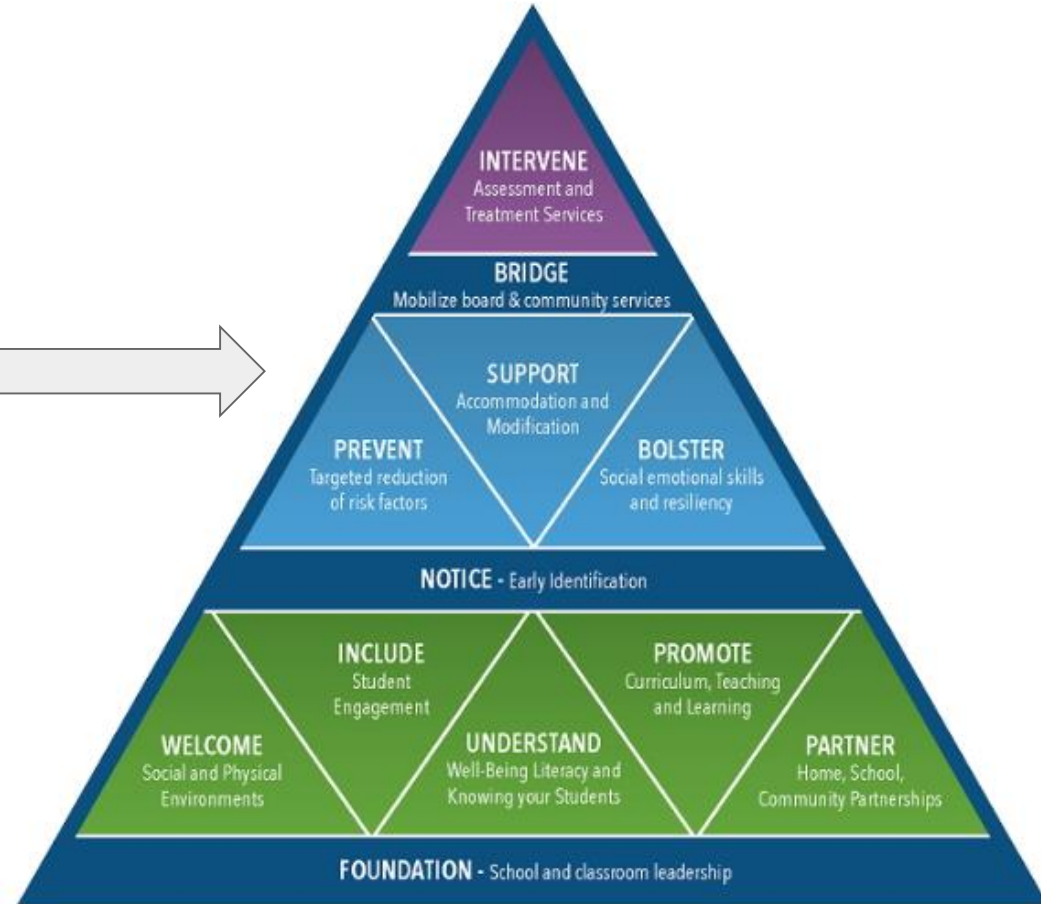 INTERVENE
Assessment and
Treatment Services
BRIDGE
Mobilize board & community services
SUPPORT
Accommodation and
Modification
PREVENT
Targeted reduction
of risk factors
BOLSTER
Social emotional skills
and resiliency
NOTICE - Early Identification
INCLUDE
Student
Engagement
PROMOTE
Curriculum, Teaching
and Learning
WELCOME
Social and Physical
Environments
UNDERSTAND
Well-Being Literacy and
Knowing your Students
PARTNER
Home, School,
Community Partnerships
FOUNDATION - School and classroom leadership